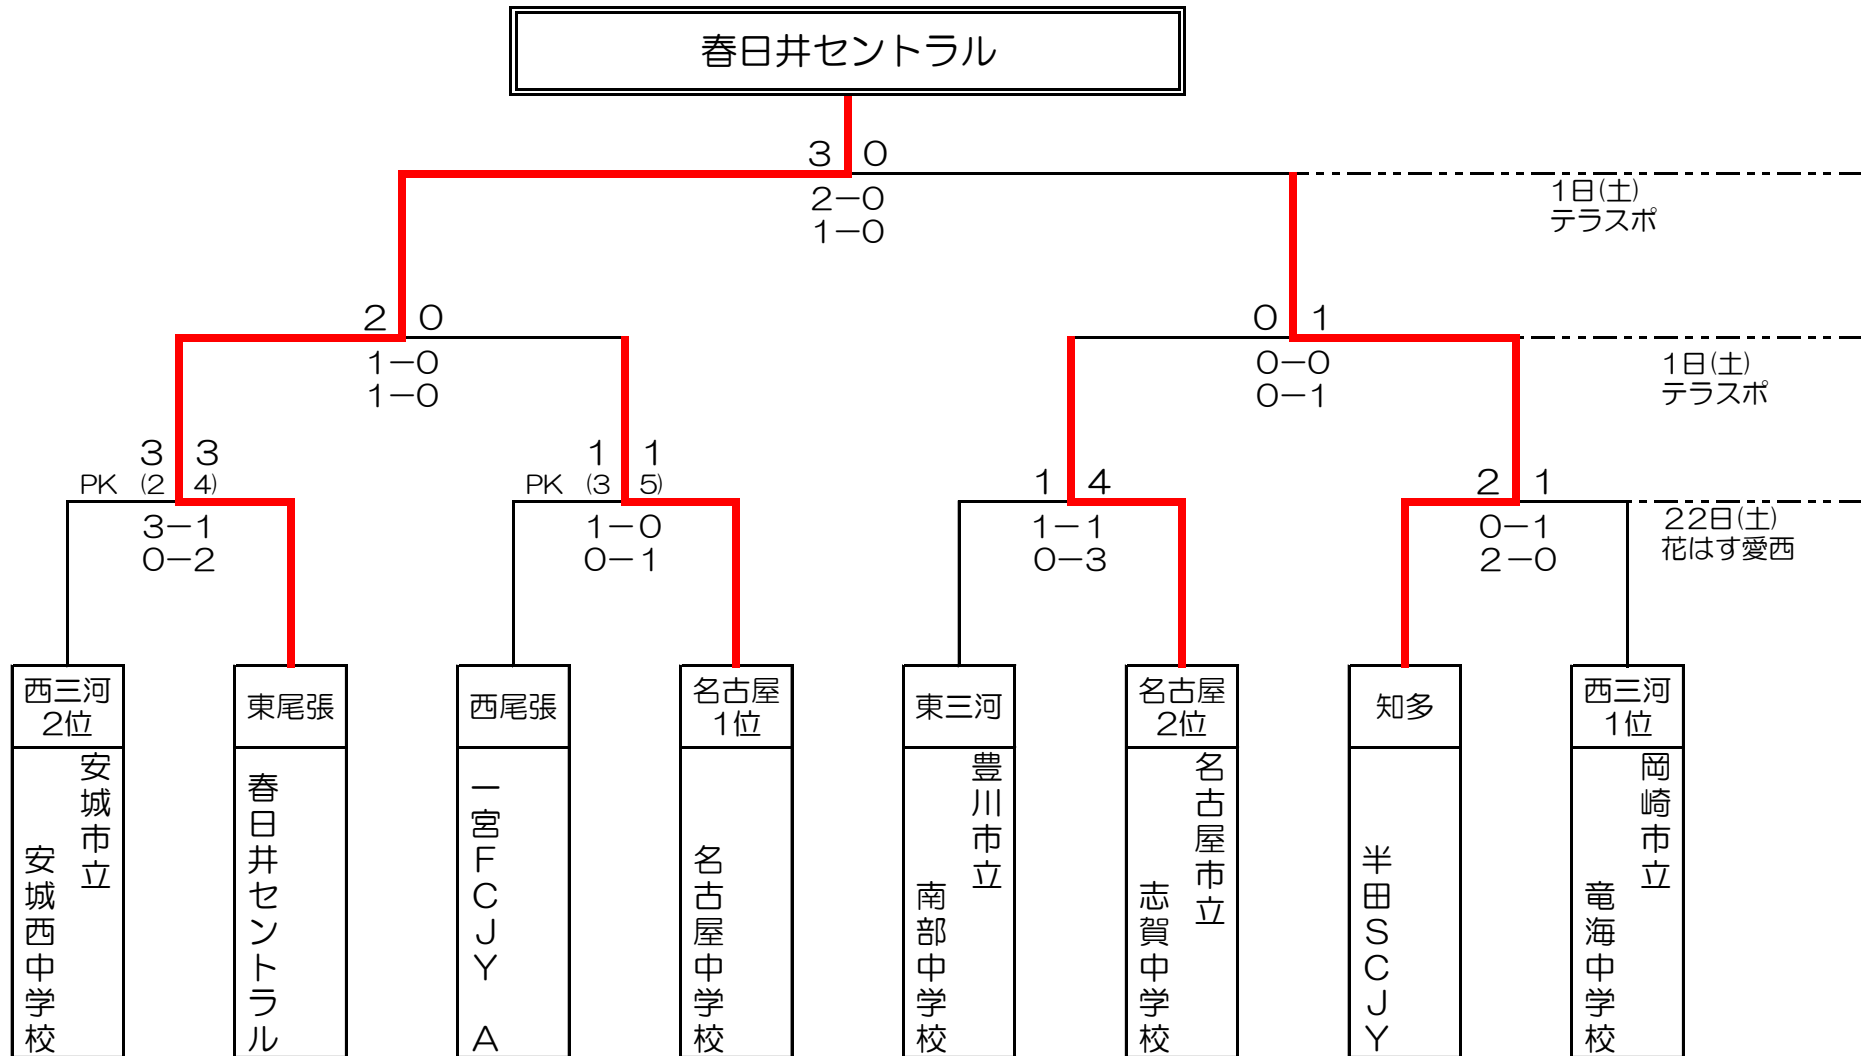 春日井セントラル
3 0
2-0
1-0
1日(土)
テラスポ
2 0
1-0
1-0
0 1
0-0
0-1
1日(土)
テラスポ
3 3
PK (2 4)
3-1
0-2
1 1
PK (3 5)
1-0
0-1
1 4
1-1
0-3
2 1
0-1
2-0
22日(土)
花はす愛西
西三河
2位
東尾張
西尾張
名古屋
1位
東三河
名古屋
2位
知多
西三河
1位
安城市立
安城西中学校
春日井セントラル
一宮FCJY A
名古屋中学校
豊川市立
南部中学校
名古屋市立
志賀中学校
半田SCJY
岡崎市立
竜海中学校